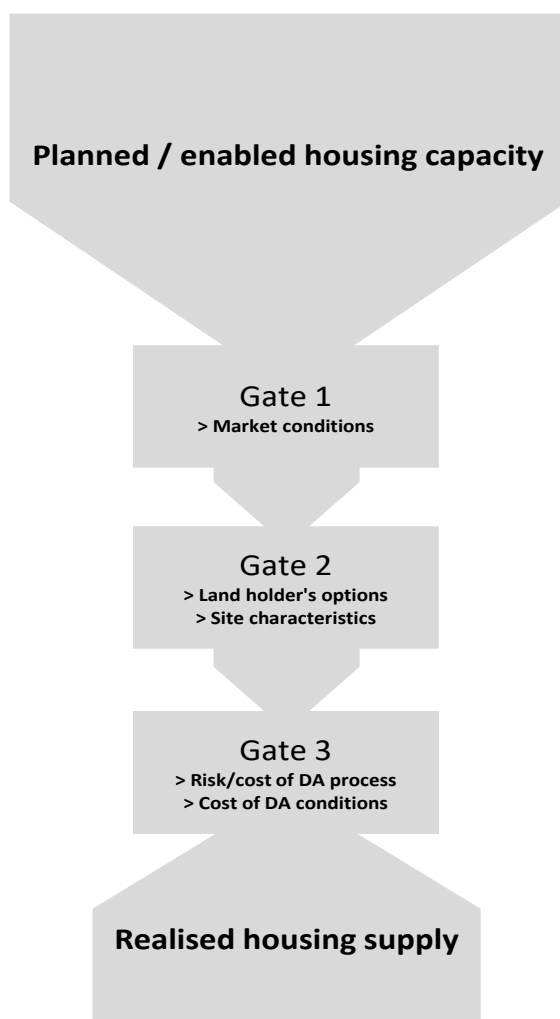 Planned / enabled housing capacity
Gate 1
> Market conditions
Gate 2
> Land holder's options
> Site characteristics
Gate 3
> Risk/cost of DA process
> Cost of DA conditions
Realised housing supply